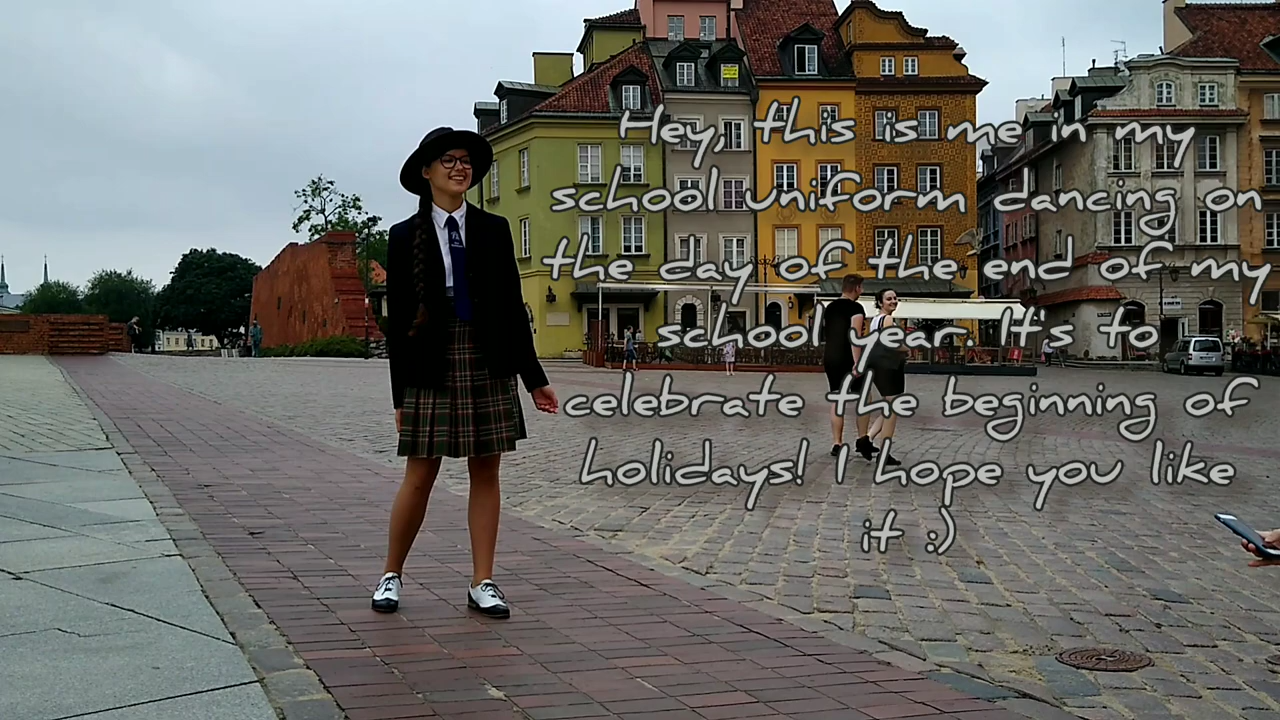 Hey, this is me in my
school uniform dancing on
the day of the end of my
school year. It's to
celebrate the beginning of
holidays! I hope you like
it :)